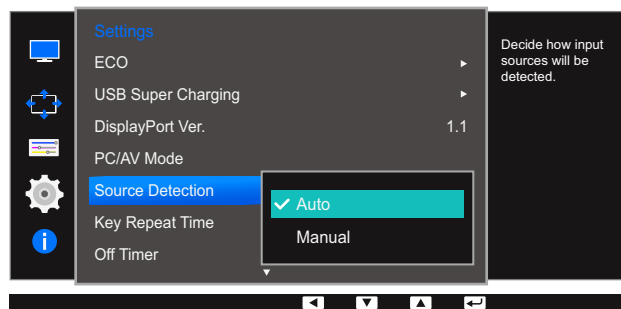 Settings
ECO
USB Super Charging
DisplayPort Ver. 1.1
PC/AV Mode
Source Detection
Key Repeat Time
Off Timer
Auto
Manual
Decide how input
sources will be
detected.